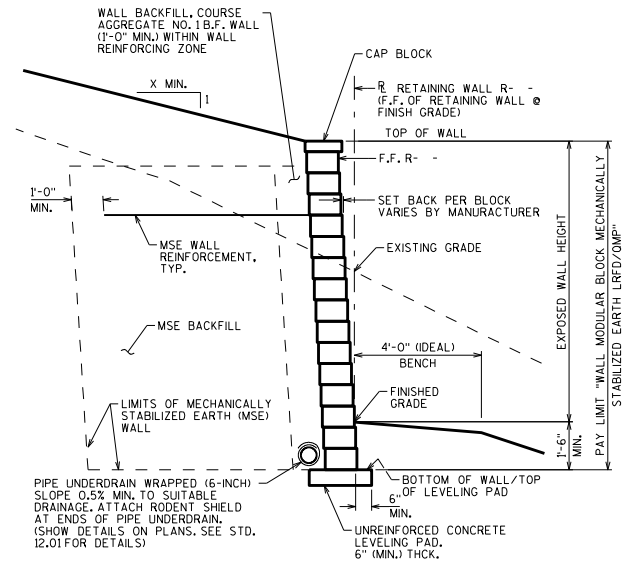 WALL BACKFILL, COURSE
AGGREGATE NO. 1 B.F. WALL
(1'-0" MIN.) WITHIN WALL
REINFORCING ZONE
CAP BLOCK
X MIN.
1
R̲ RETAINING WALL R- -
(F.F. OF RETAINING WALL @
FINISH GRADE)
TOP OF WALL
F.F. R- -
1'-0"
MIN.
SET BACK PER BLOCK
VARIES BY MANURACTURER
MSE WALL
REINFORCEMENT,
TYP.
EXISTING GRADE
MSE BACKFILL
4'-0" (IDEAL)
BENCH
EXPOSED WALL HEIGHT
PAY LIMIT "WALL MODULAR BLOCK MECHANICALLY
STABILIZED EARTH LRFD/QMP"
LIMITS OF MECHANICALLY
STABILIZED EARTH (MSE)
WALL
FINISHED
GRADE
1'-6"
MIN.
PIPE UNDERDRAIN WRAPPED (6-INCH)
SLOPE 0.5% MIN. TO SUITABLE
DRAINAGE. ATTACH RODENT SHIELD
AT ENDS OF PIPE UNDERDRAIN.
(SHOW DETAILS ON PLANS. SEE STD.
12.01 FOR DETAILS)
BOTTOM OF WALL/TOP
OF LEVELING PAD
6"
MIN.
UNREINFORCED CONCRETE
LEVELING PAD.
6" (MIN.) THCK.